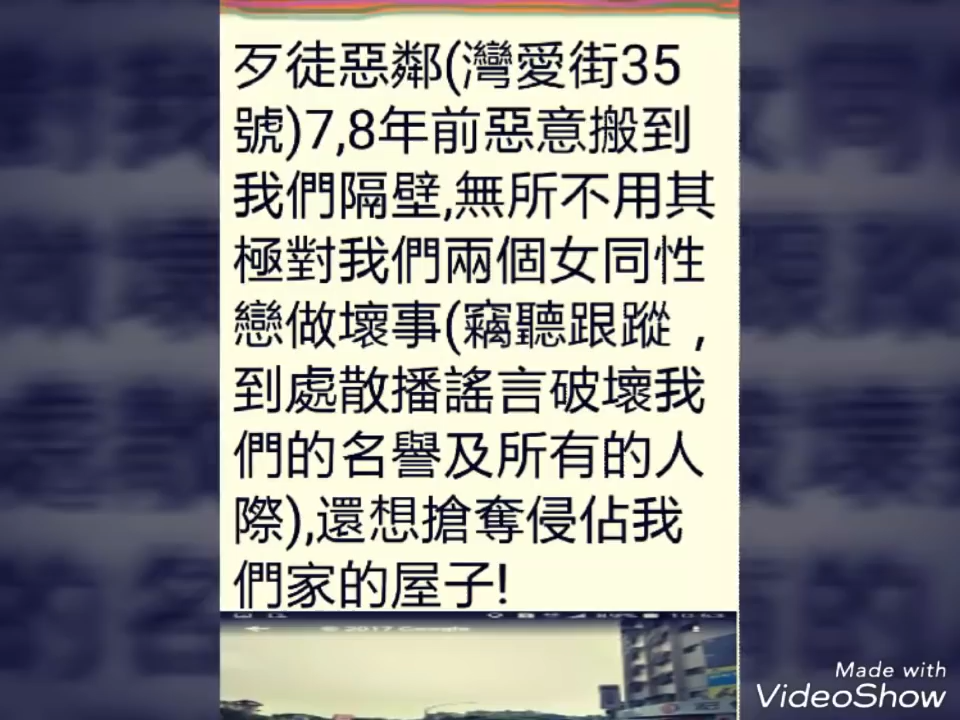 歹徒惡鄰(灣愛街35
號)7,8年前惡意搬到
我們隔壁,無所不用其
極對我們兩個女同性
戀做壞事(竊聽跟蹤，
到處散播謠言破壞我
們的名譽及所有的人
際),還想搶奪侵佔我
們家的屋子!
© 2017 Google
Made with
VideoShow